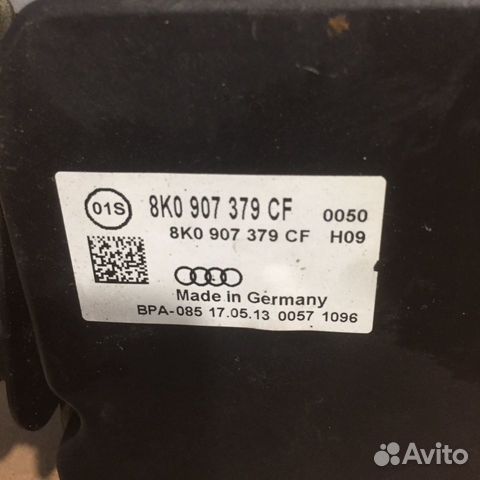 01S 8K0 907 379 CF 0050
8K0 907 379 CF H09
Made in Germany
BPA-085 17.05.13 0057 1096
Avito